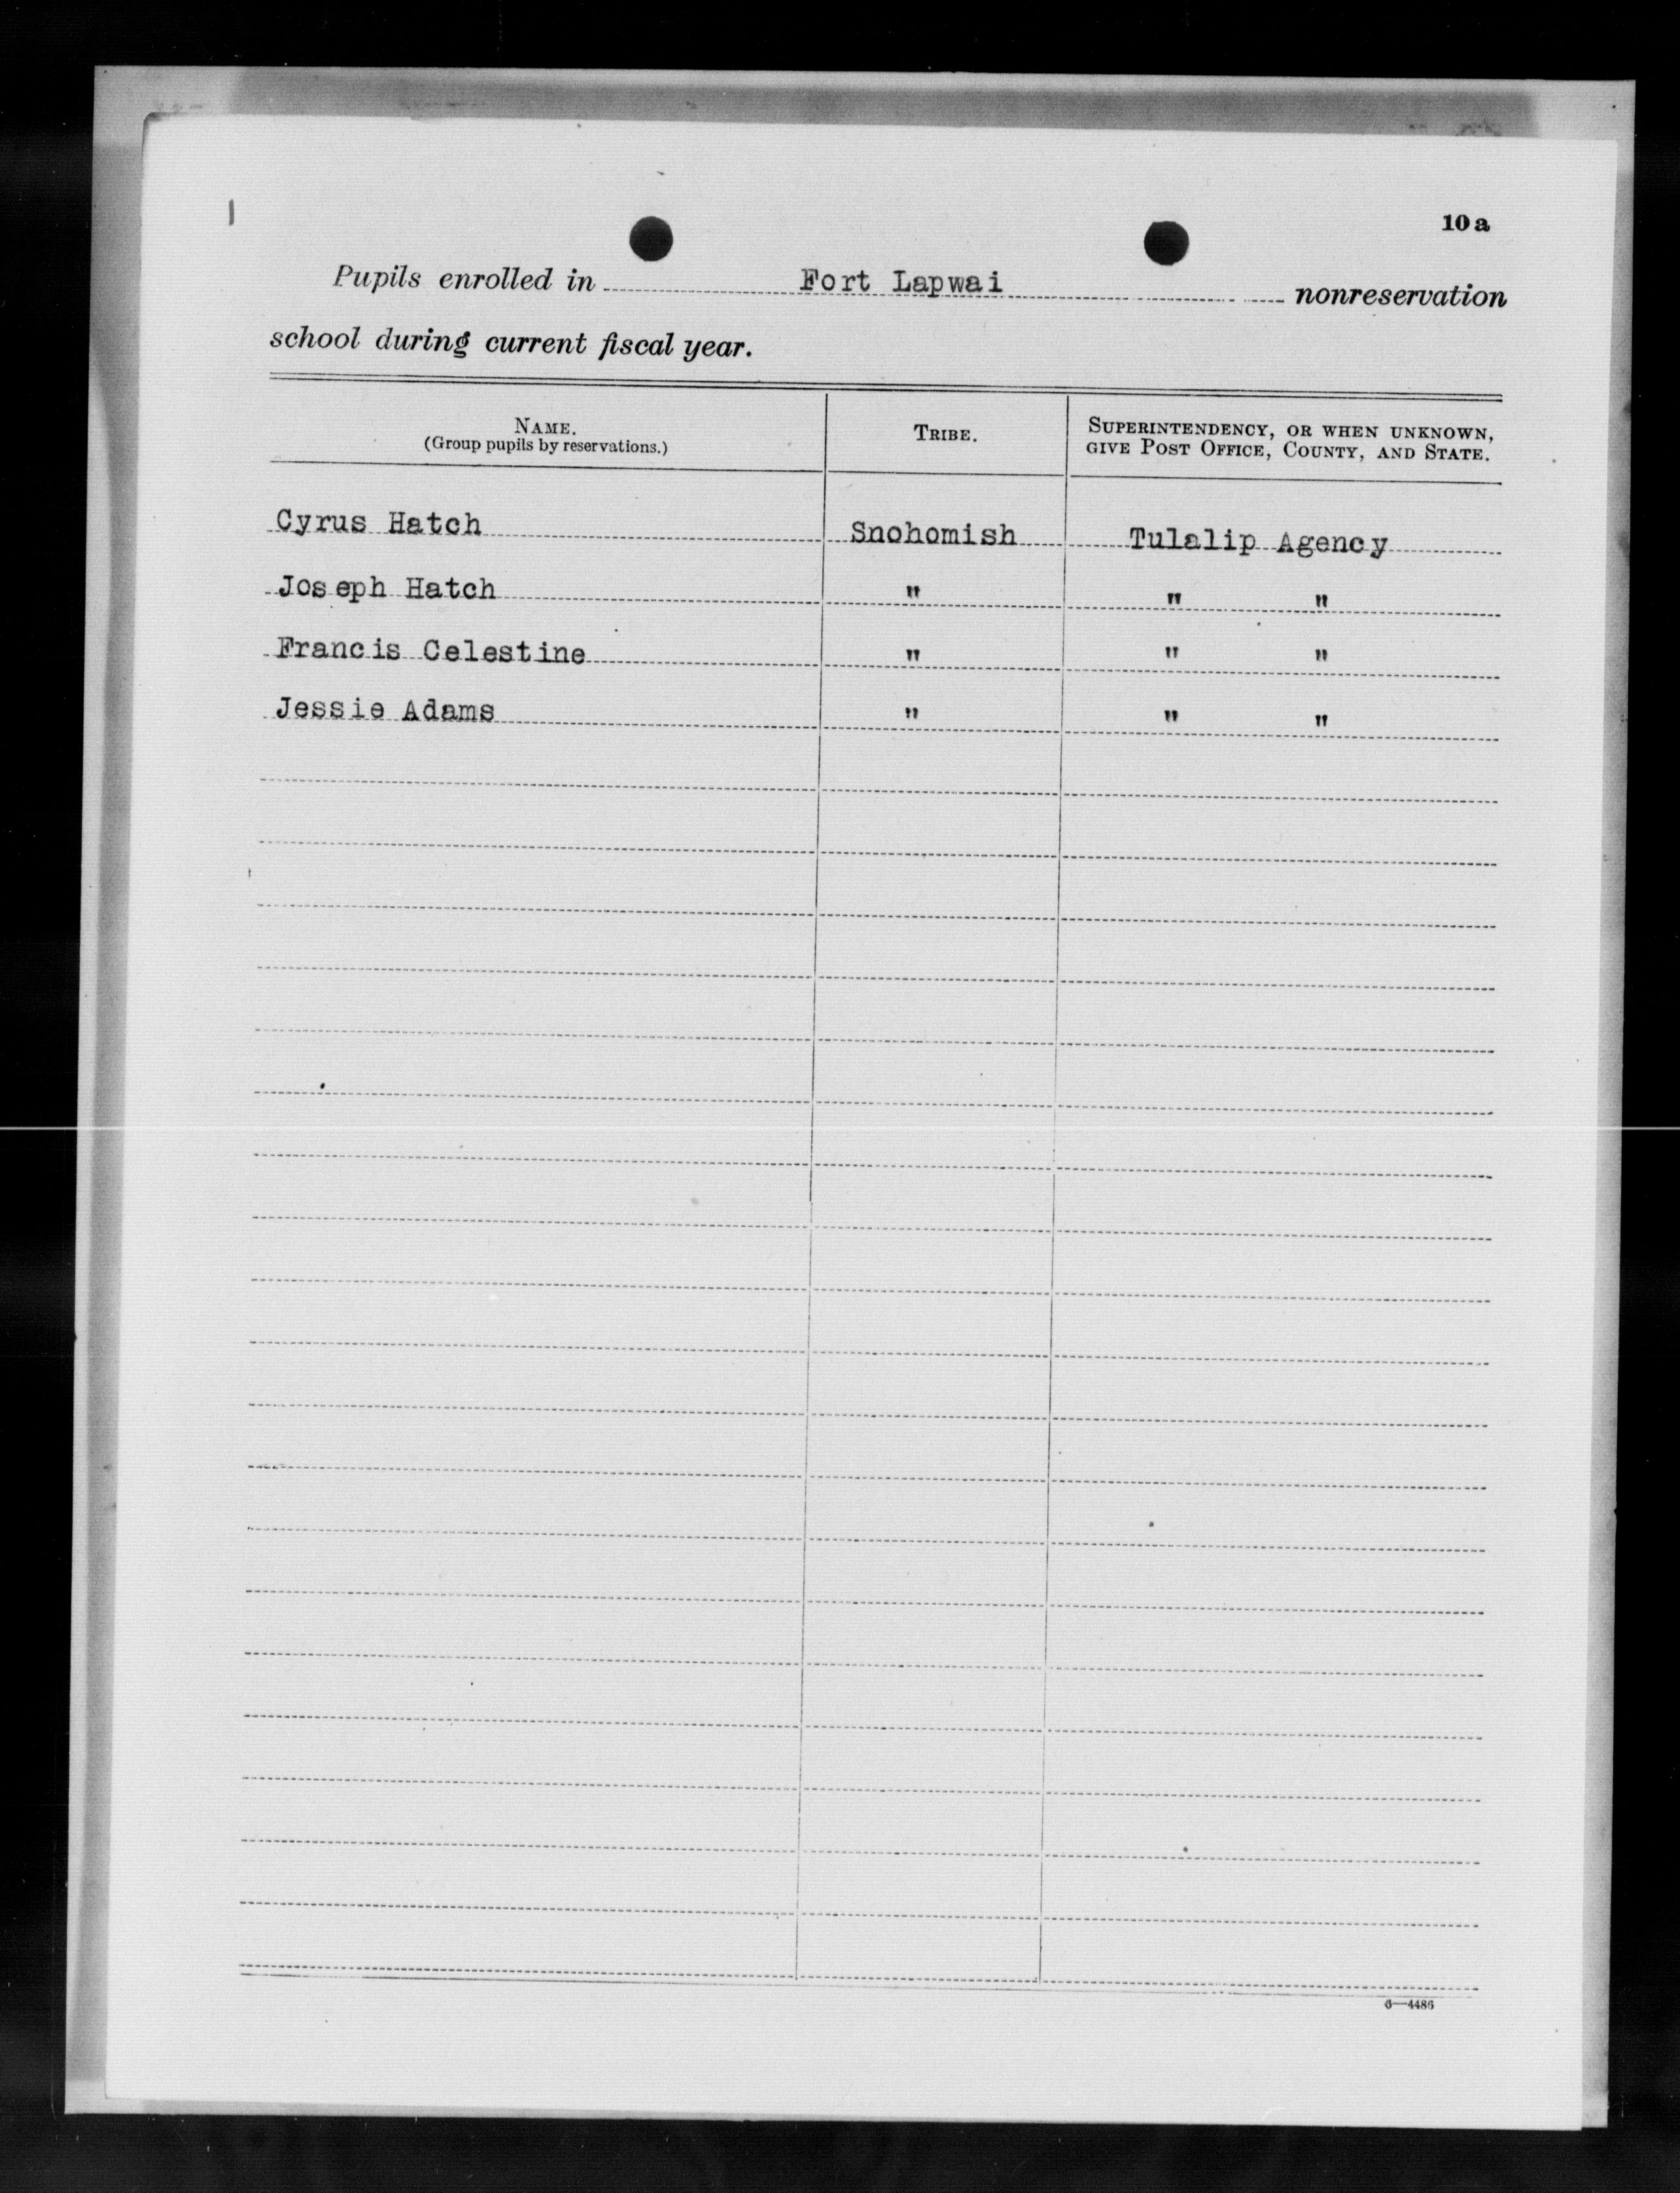 10a
Pupils enrolled in Fort Lapwai nonreservation
school during current fiscal year.
NAME. TRIBE. SUPERINTENDENCY, OR WHEN UNKNOWN,
(Group pupils by reservations.) GIVE POST OFFICE, COUNTY, AND STATE.
Cyrus Hatch Snohomish Tulalip Agency
Joseph Hatch " " "
Francis Celestine " " "
Jessie Adams " " "
6—4486